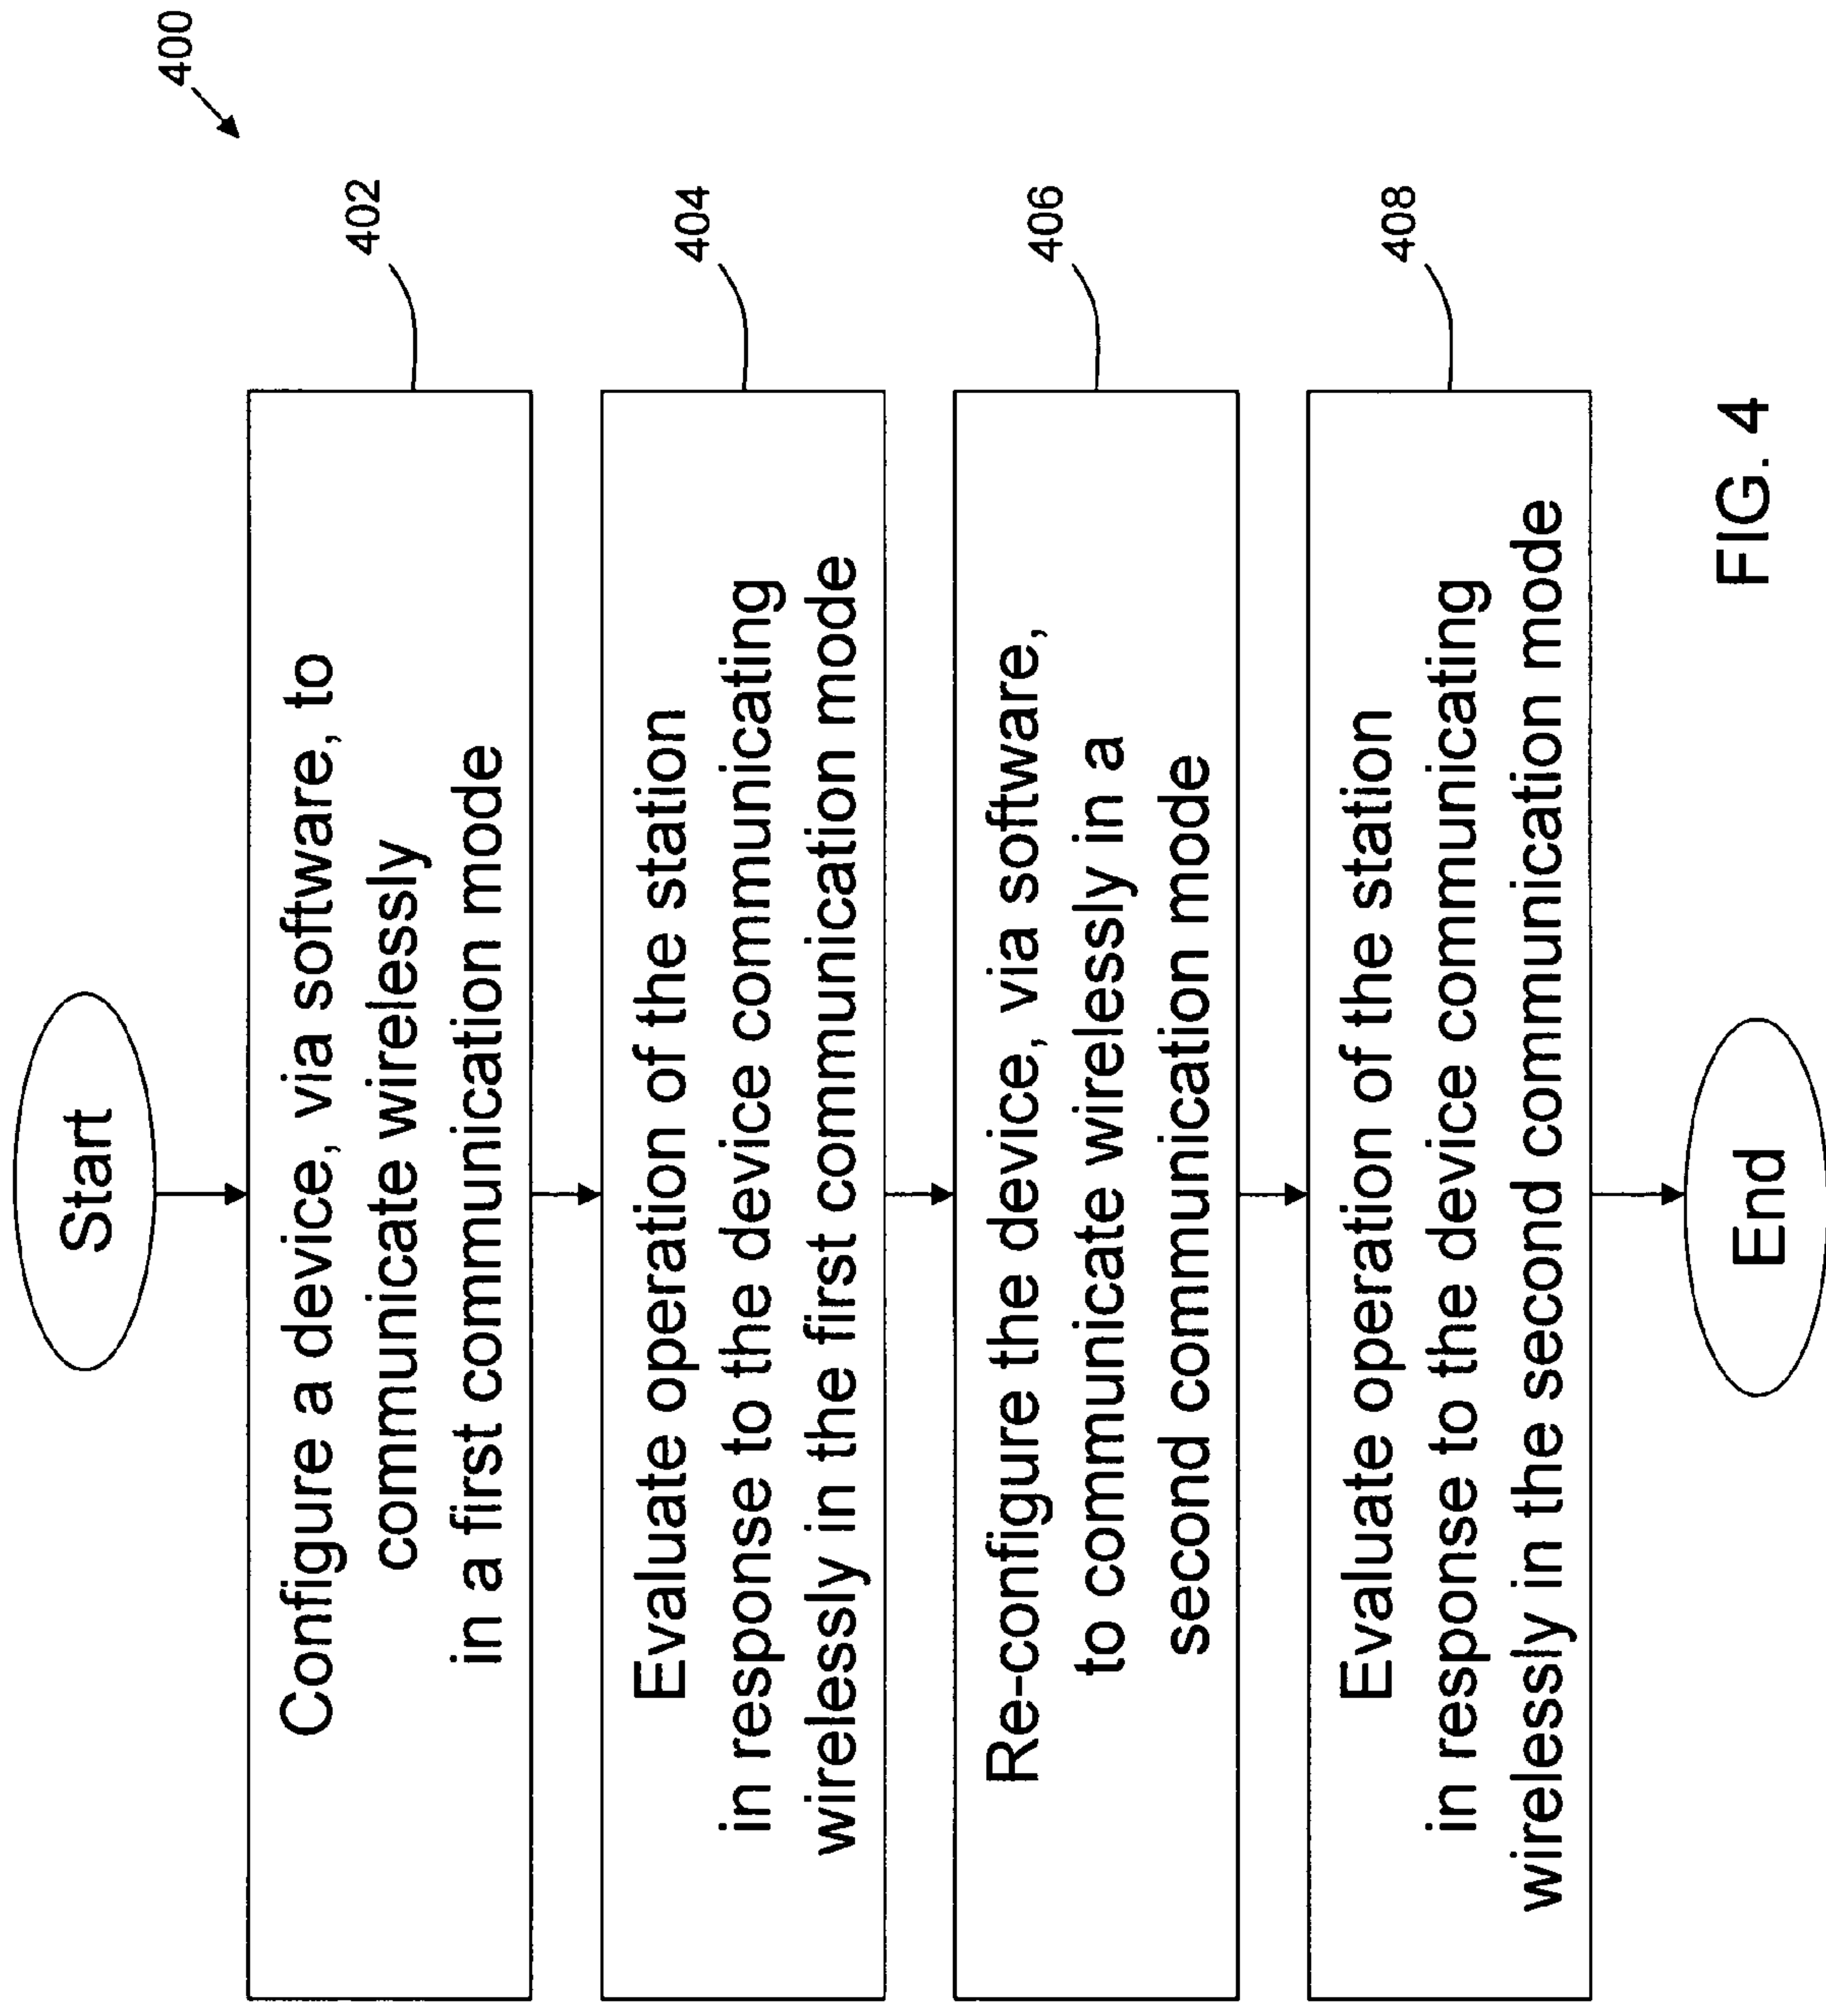 400
Start
402
Configure a device, via software, to
communicate wirelessly
in a first communication mode
404
Evaluate operation of the station
in response to the device communicating
wirelessly in the first communication mode
406
Re-configure the device, via software,
to communicate wirelessly in a
second communication mode
408
Evaluate operation of the station
in response to the device communicating
wirelessly in the second communication mode
End
FIG. 4